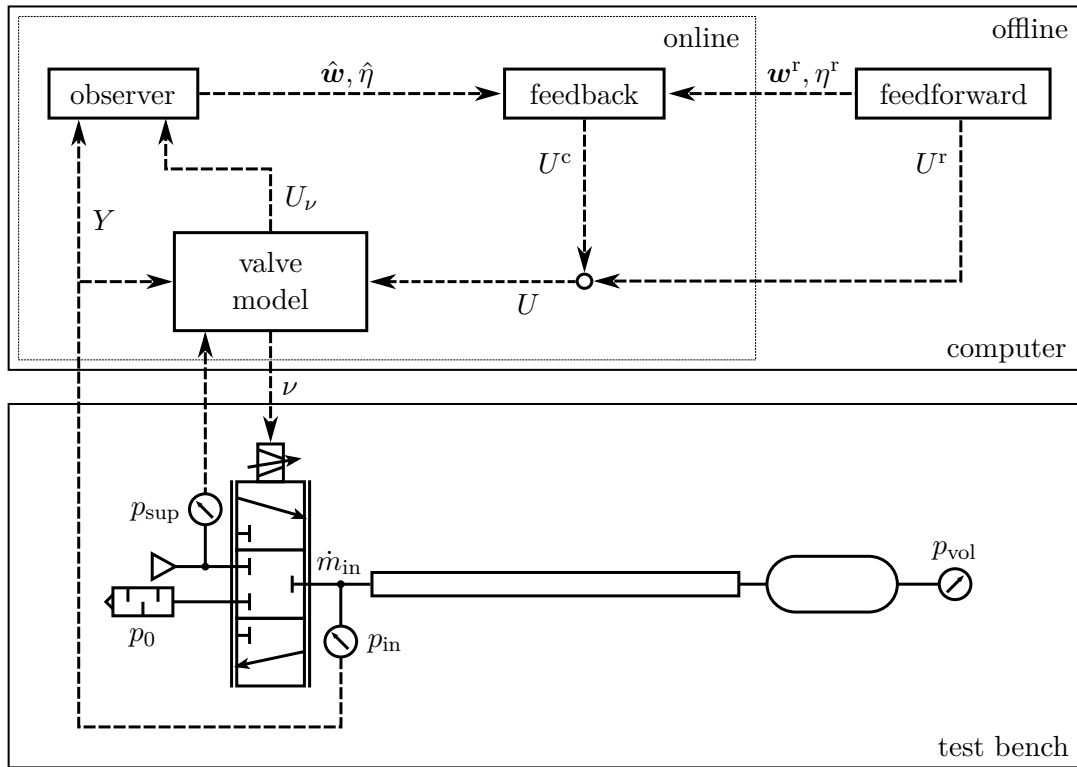 offline
online
observer
ŵ, η̂
feedback
wʳ, ηʳ
feedforward
Uᶜ
Uʳ
U_ν
Y
valve
model
U
computer
ν
p_sup
ṁ_in
p_vol
p_0
p_in
test bench